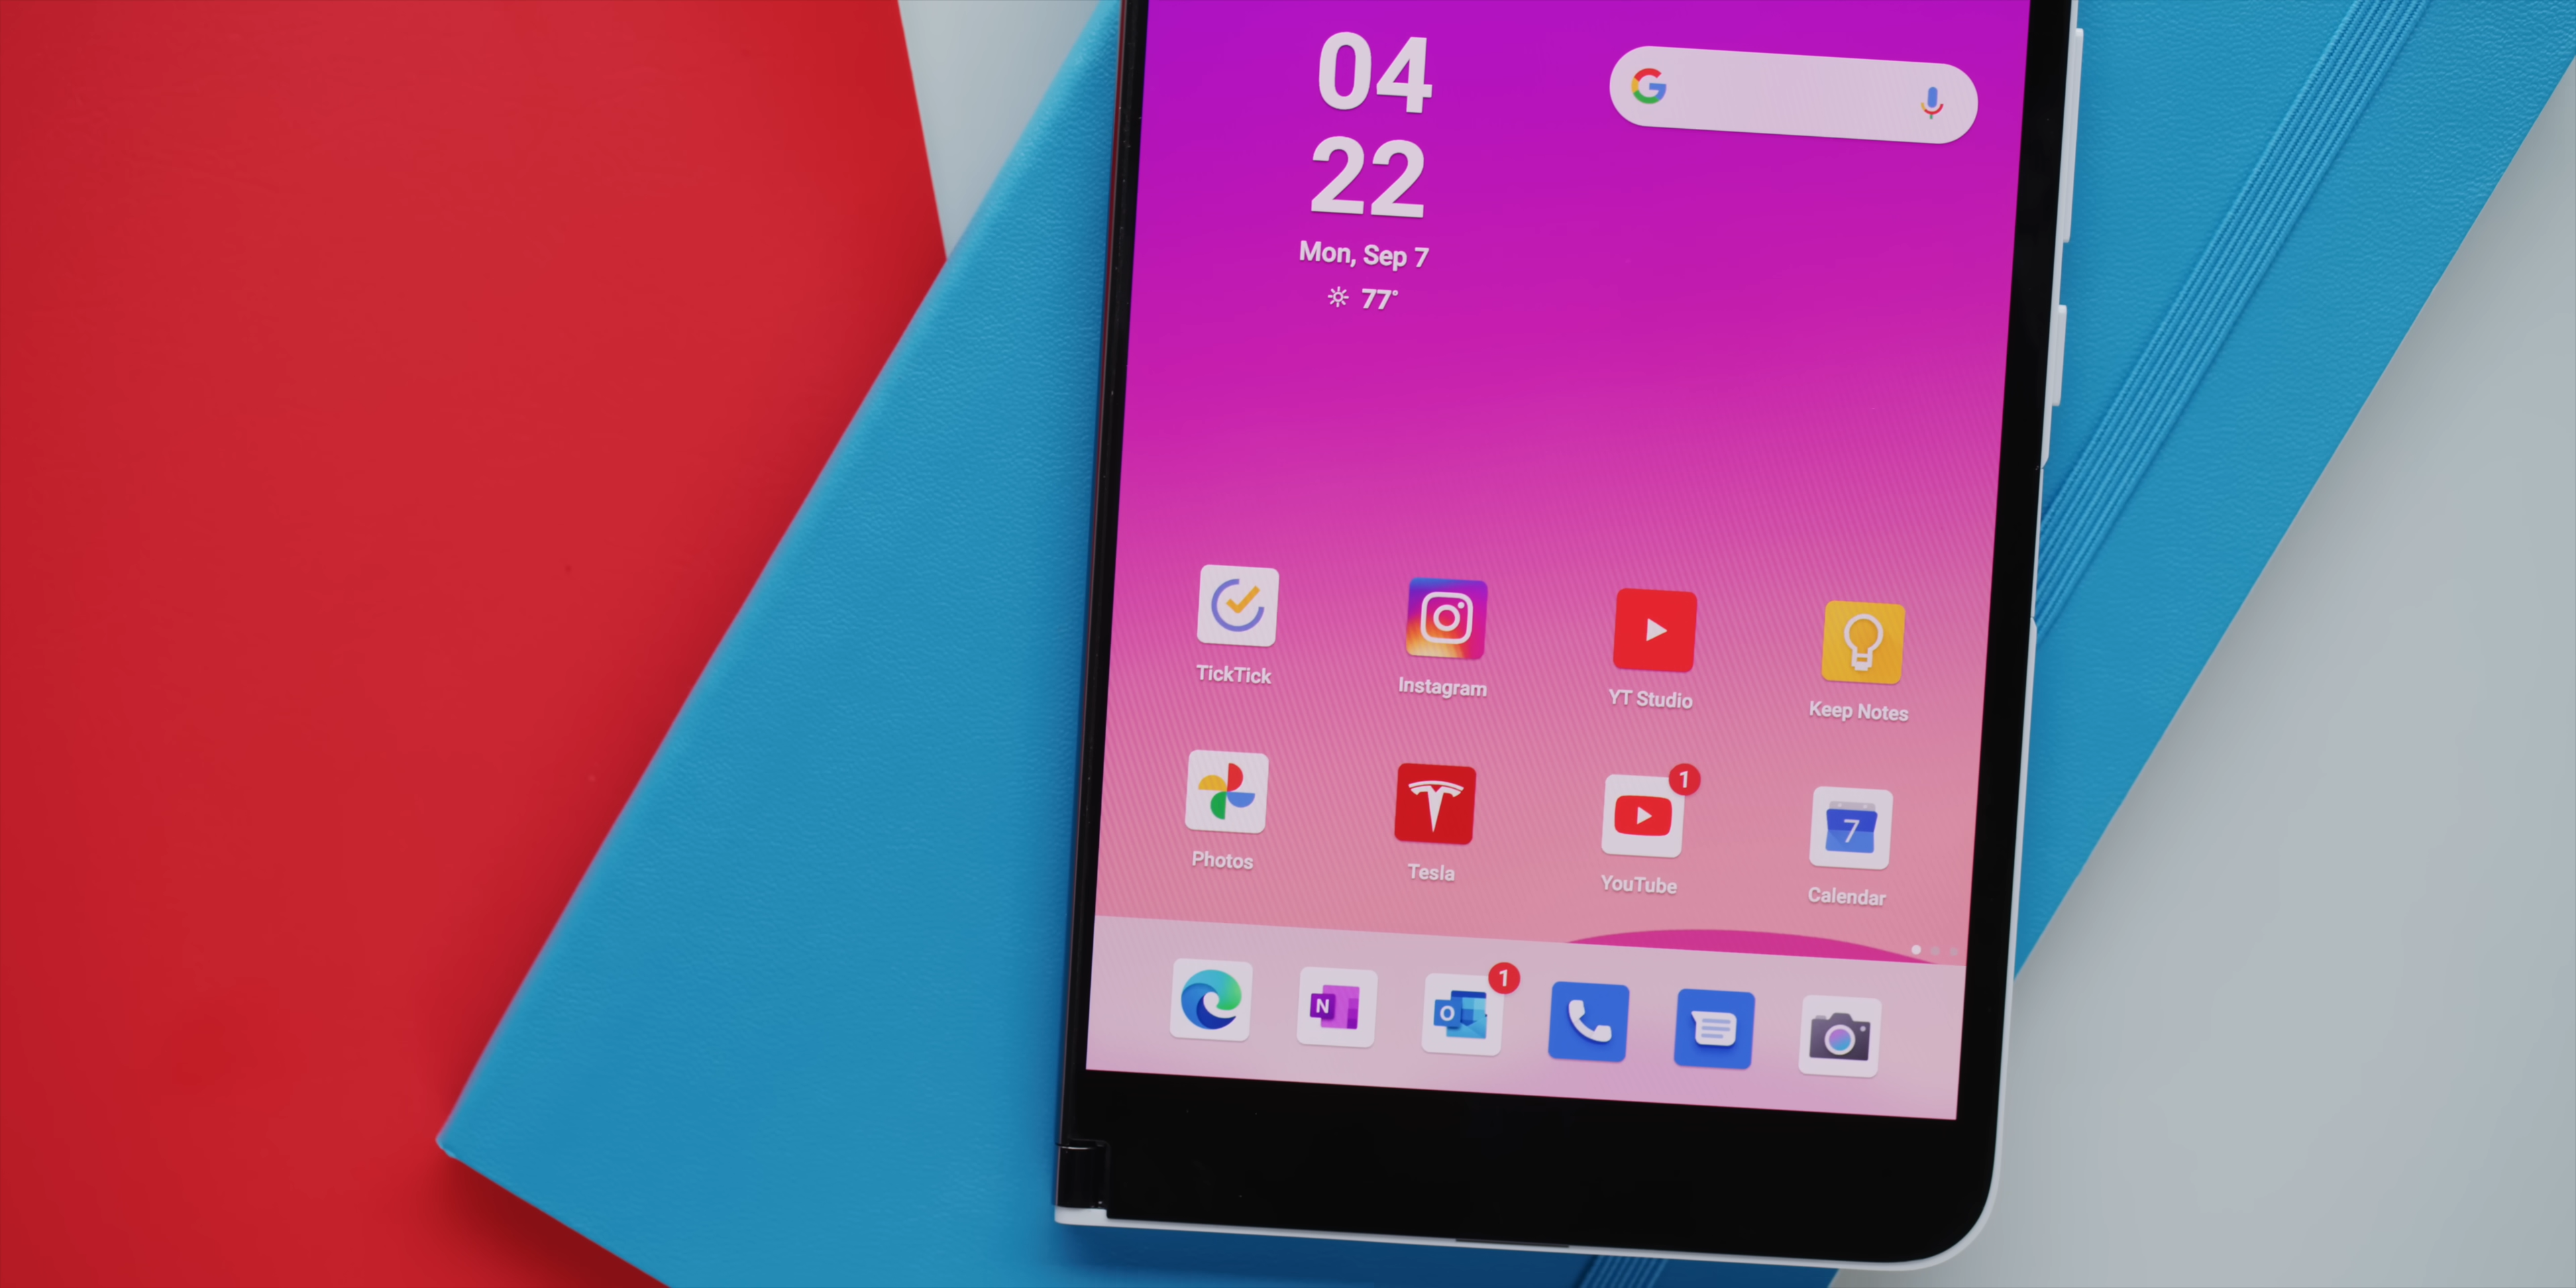 04
22
Mon, Sep 7
77°
TickTick
Instagram
YT Studio
Keep Notes
1
7
Photos
Tesla
YouTube
Calendar
1
N
O